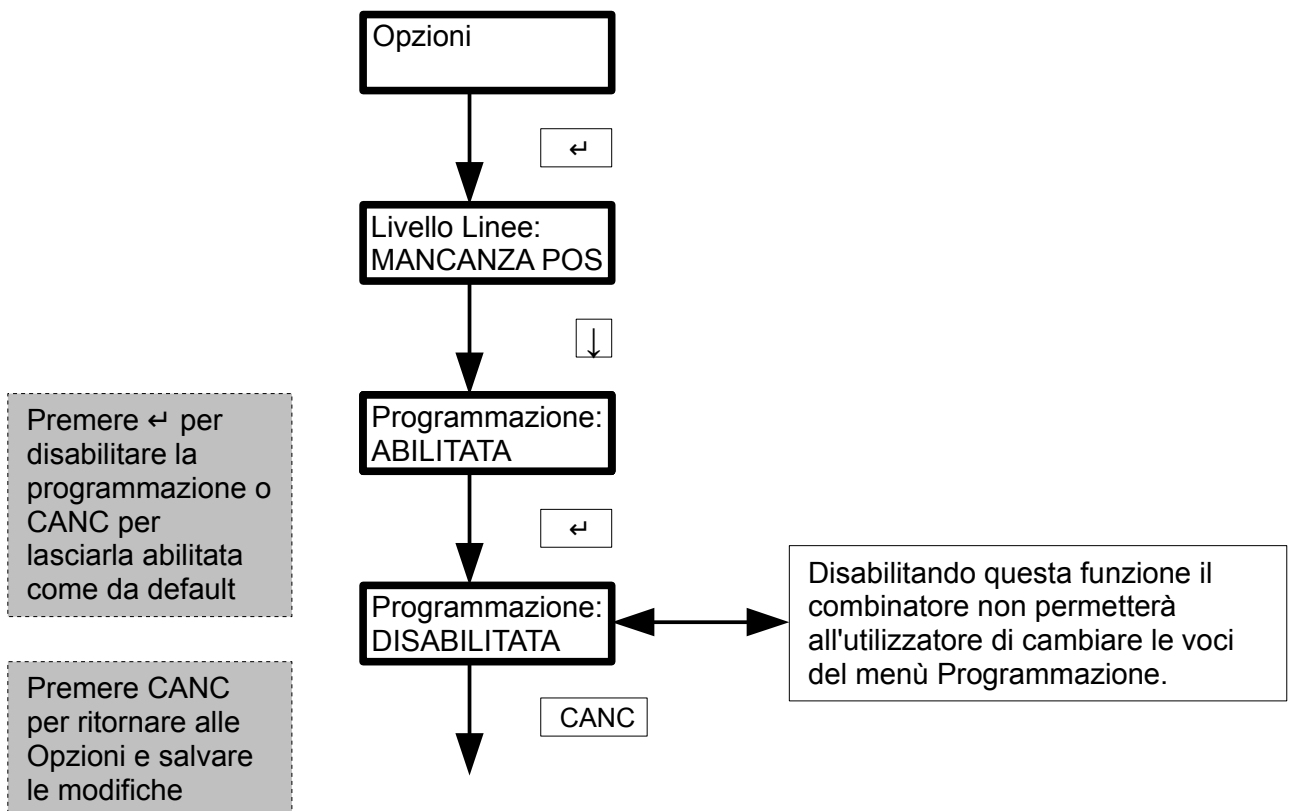 Opzioni
↵
Livello Linee:
MANCANZA POS
↓
Programmazione:
ABILITATA
Premere ↵ per
disabilitare la
programmazione o
CANC per
lasciarla abilitata
come da default
↵
Programmazione:
DISABILITATA
Disabilitando questa funzione il
combinatore non permetterà
all'utilizzatore di cambiare le voci
del menù Programmazione.
Premere CANC
per ritornare alle
Opzioni e salvare
le modifiche
CANC